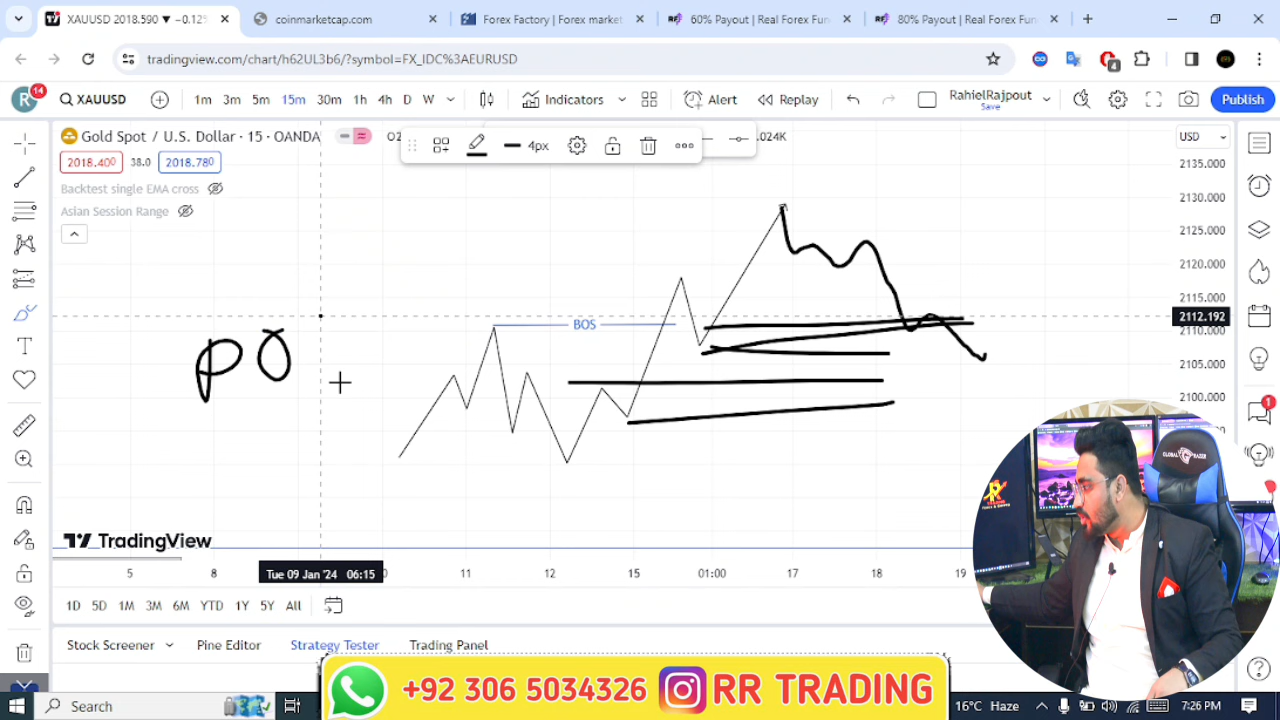 XAUUSD 2018.590 ▼ −0.12%
coinmarketcap.com
Forex Factory | Forex market
60% Payout | Real Forex Fun
80% Payout | Real Forex Fun
tradingview.com/chart/h62UL3b6/?symbol=FX_IDC%3AEURUSD
4
R 14
XAUUSD
1m 3m 5m 15m 30m 1h 4h D W
Indicators
Alert
Replay
RahielRajpout
Save
Publish
Gold Spot / U.S. Dollar · 15 · OANDA
4px
.024K
USD
2018.400 38.0 2018.780
Backtest single EMA cross
Asian Session Range
2135.000
2130.000
2125.000
2120.000
2115.000
2112.192
2110.000
2105.000
2100.000
BOS
PO
1
TradingView
5 8 11 12 15 01:00 17 18 19
Tue 09 Jan '24 06:15
1D 5D 1M 3M 6M YTD 1Y 5Y All
Stock Screener Pine Editor Strategy Tester Trading Panel
GLOBAL RAZER
+92 306 5034326 RR TRADING
Search
16°C Haze
7:26 PM